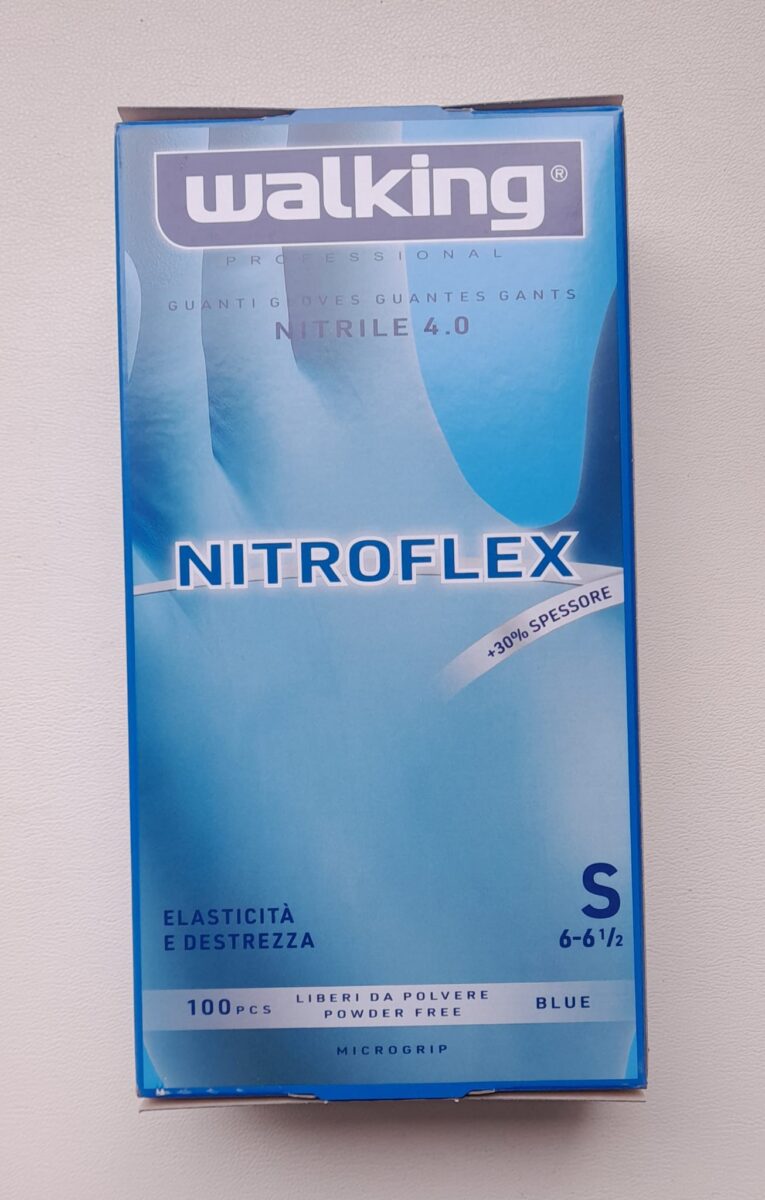 walking®
PROFESSIONAL
GUANTI GLOVES GUANTES GANTS
NITRILE 4.0
NITROFLEX
+30% SPESSORE
ELASTICITÀ
E DESTREZZA
S
6-6 1/2
100 PCS
LIBERI DA POLVERE
POWDER FREE
BLUE
MICROGRIP